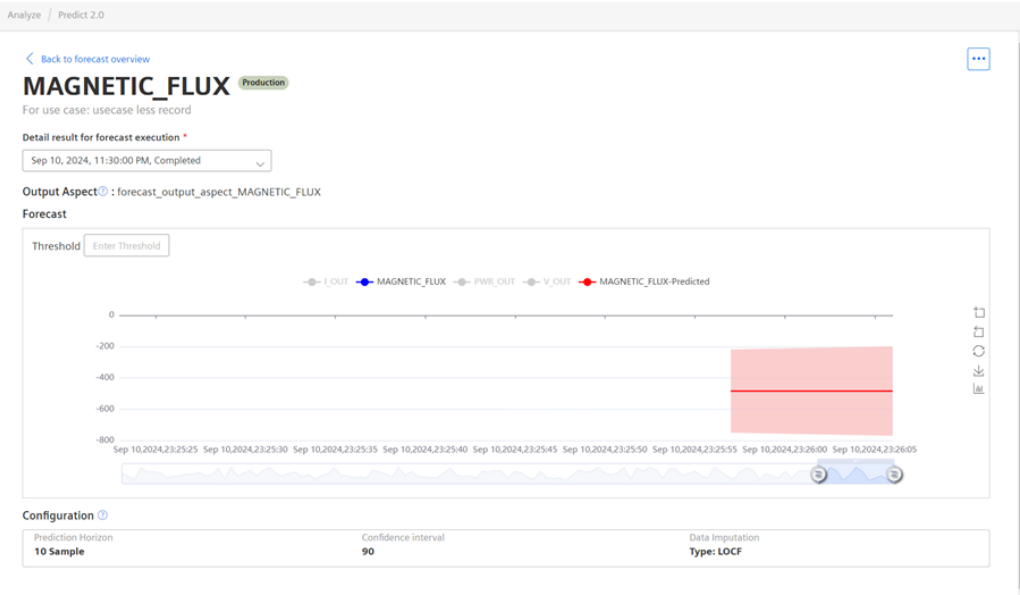 Analyze / Predict 2.0
Back to forecast overview
MAGNETIC_FLUX Production
For use case: usecase less record
Detail result for forecast execution *
Sep 10, 2024, 11:30:00 PM, Completed
Output Aspect : forecast_output_aspect_MAGNETIC_FLUX
Forecast
Threshold Enter Threshold
I_OUT MAGNETIC_FLUX PWR_OUT V_OUT MAGNETIC_FLUX-Predicted
0
-200
-400
-600
-800
Sep 10,2024,23:25:25 Sep 10,2024,23:25:30 Sep 10,2024,23:25:35 Sep 10,2024,23:25:40 Sep 10,2024,23:25:45 Sep 10,2024,23:25:50 Sep 10,2024,23:25:55 Sep 10,2024,23:26:00 Sep 10,2024,23:26:05
Configuration
Prediction Horizon Confidence interval Data Imputation
10 Sample 90 Type: LOCF